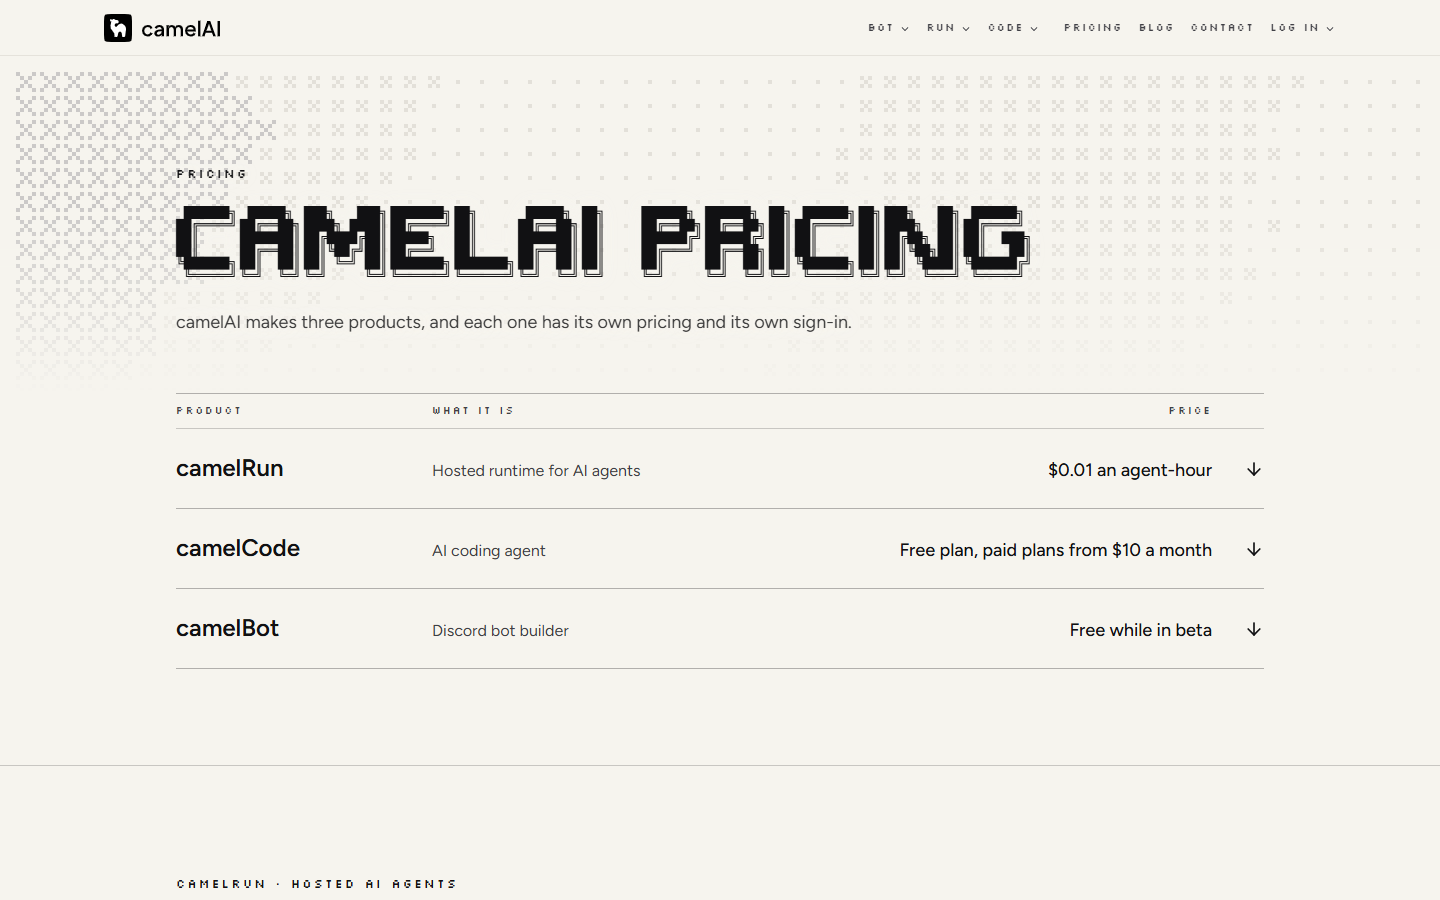 camelAI
BOT RUN CODE PRICING BLOG CONTACT LOG IN
PRICING
CAMELAI PRICING
camelAI makes three products, and each one has its own pricing and its own sign-in.
PRODUCT WHAT IT IS PRICE
camelRun Hosted runtime for AI agents $0.01 an agent-hour
camelCode AI coding agent Free plan, paid plans from $10 a month
camelBot Discord bot builder Free while in beta
CAMELRUN · HOSTED AI AGENTS